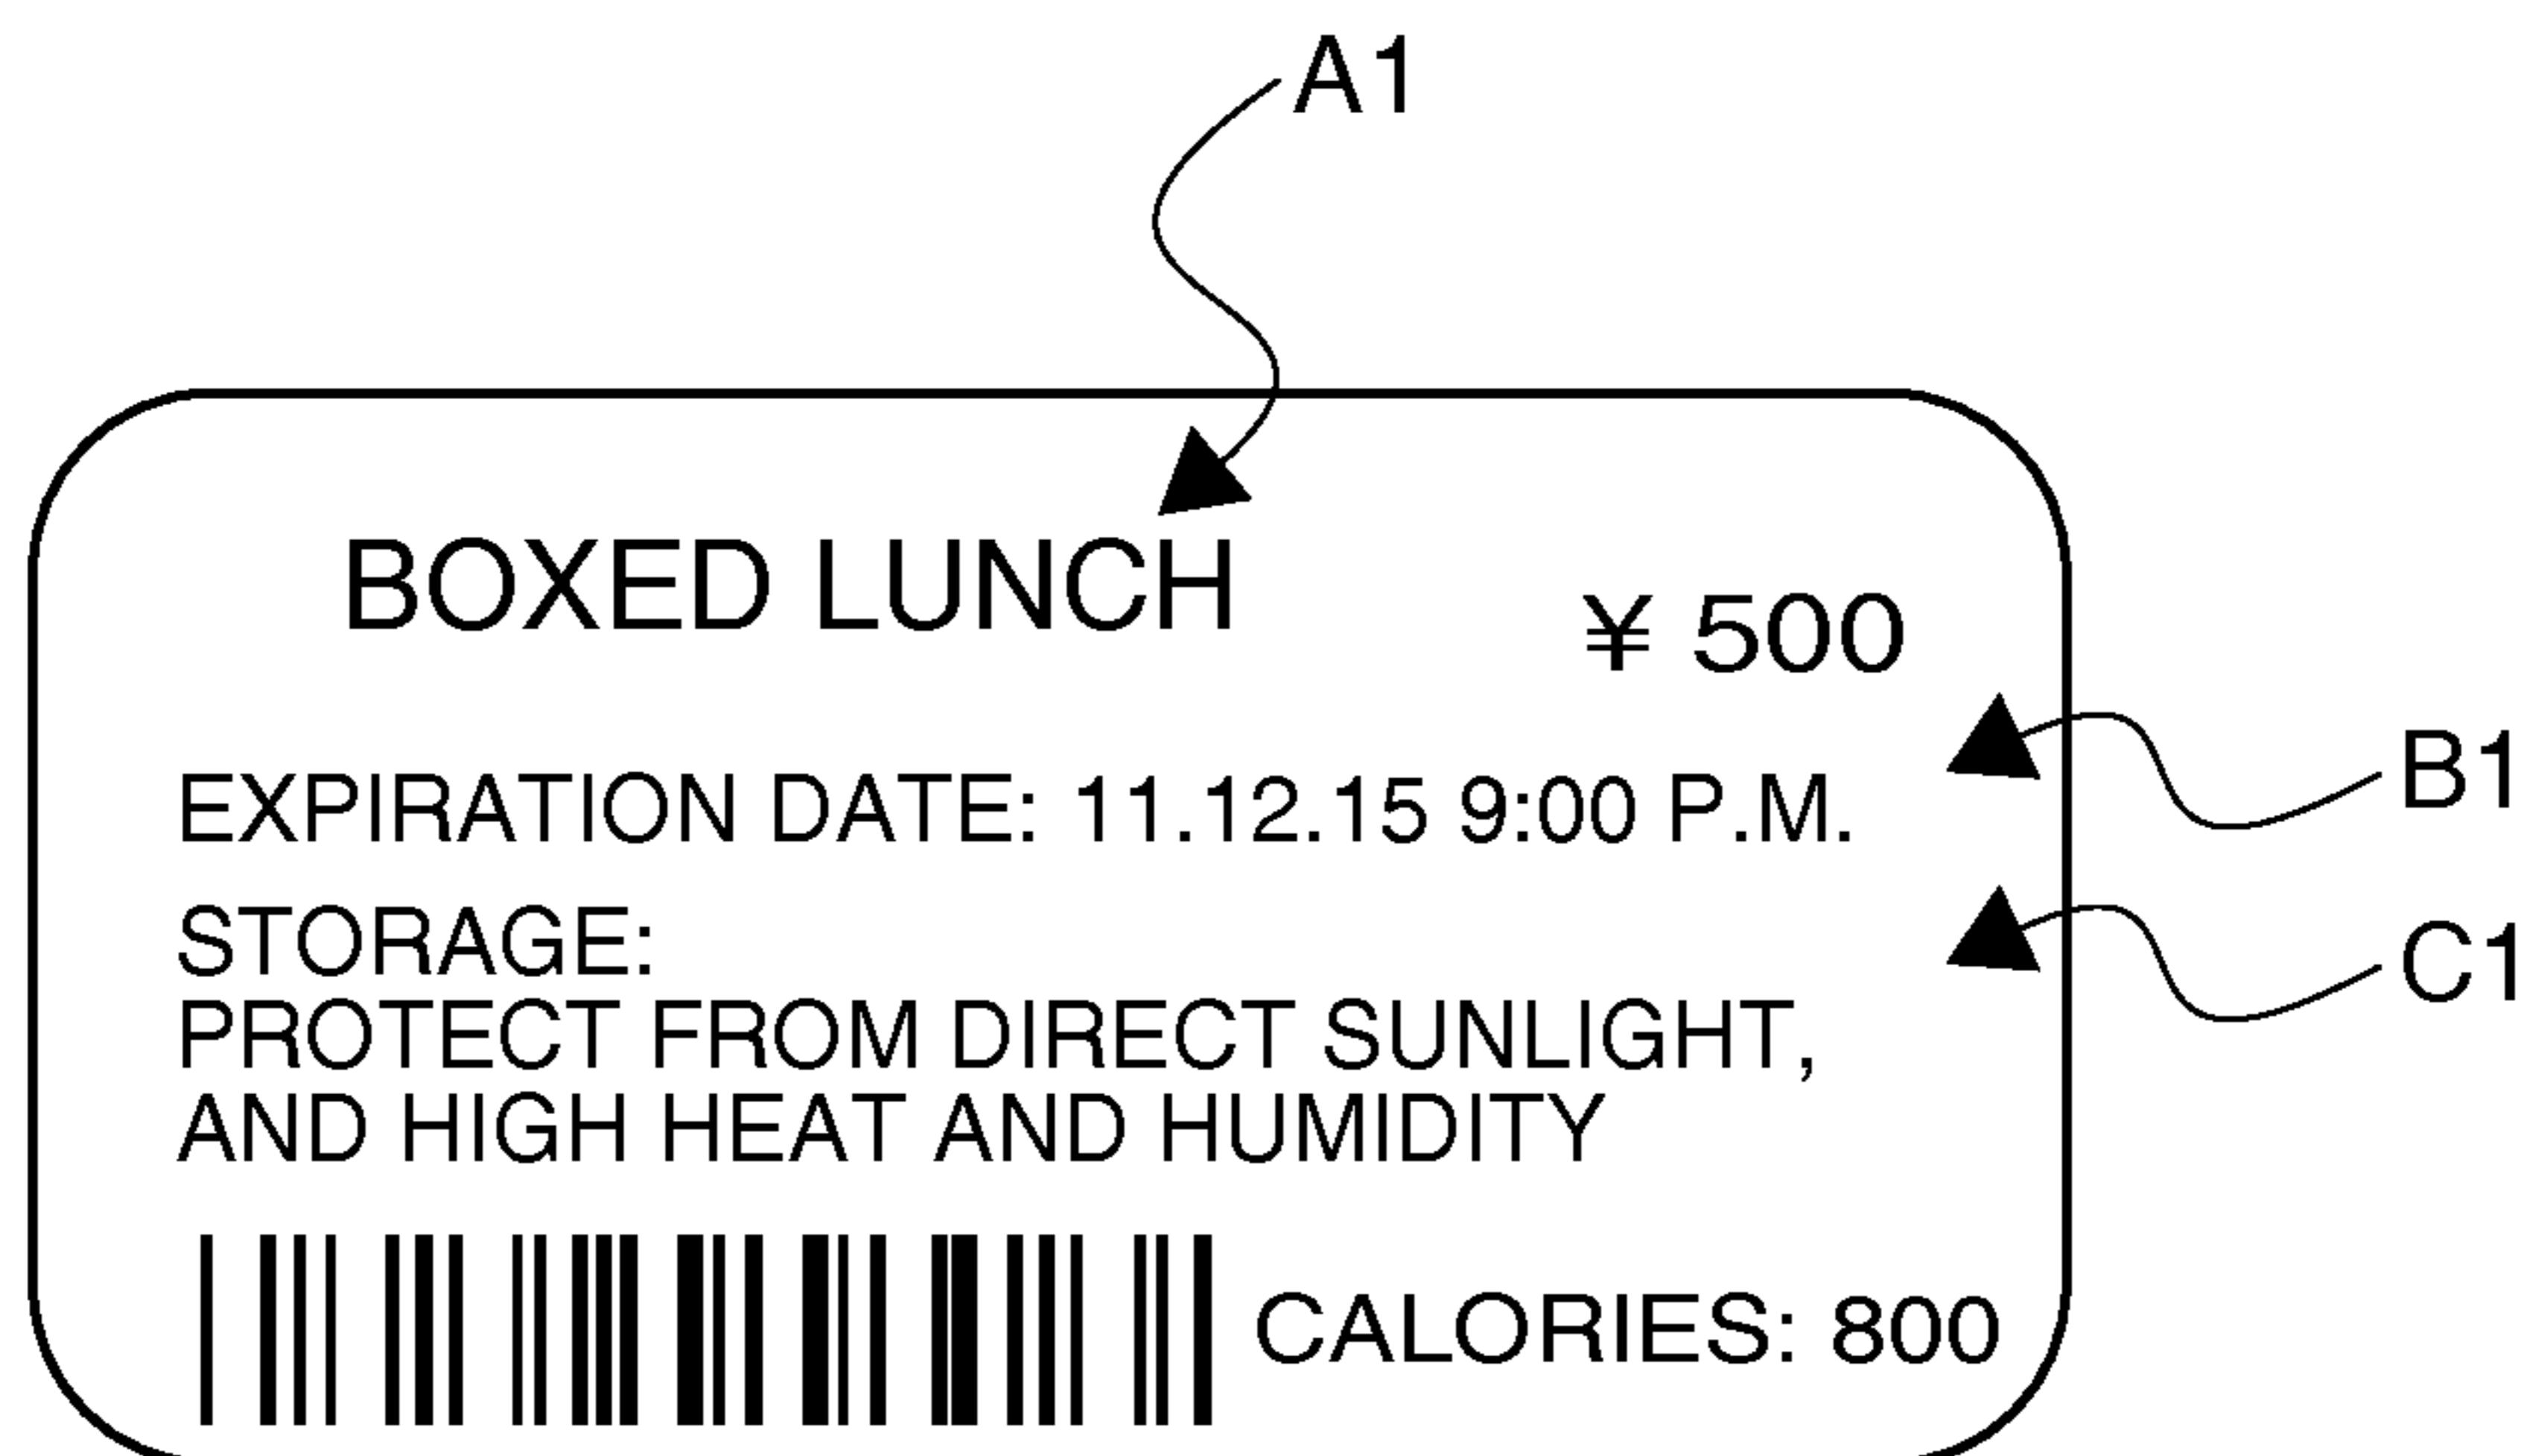 A1
BOXED LUNCH
¥ 500
B1
EXPIRATION DATE: 11.12.15 9:00 P.M.
C1
STORAGE:
PROTECT FROM DIRECT SUNLIGHT,
AND HIGH HEAT AND HUMIDITY
CALORIES: 800